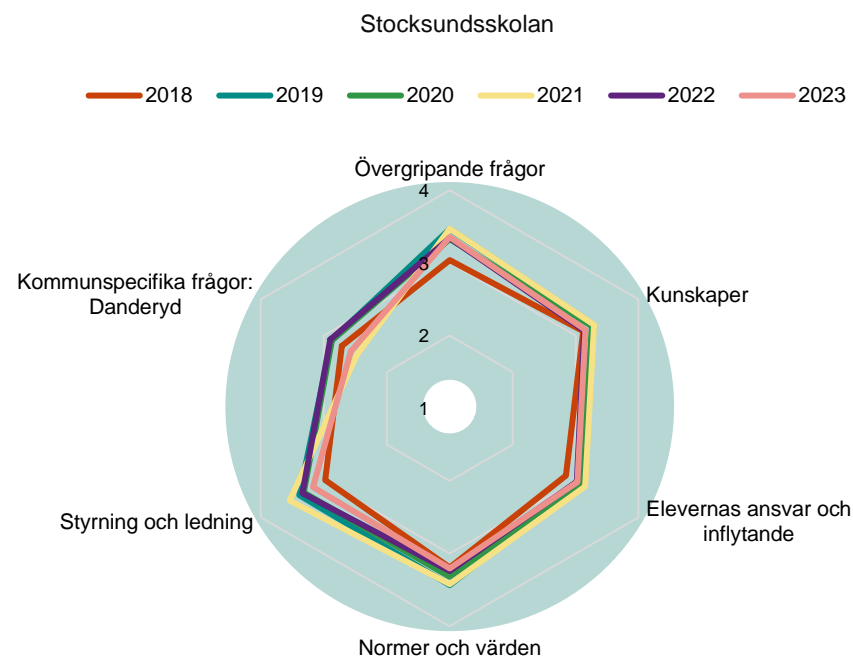 Stocksundsskolan
2018 2019 2020 2021 2022 2023
Övergripande frågor
4
3
2
1
Kunskaper
Elevernas ansvar och
inflytande
Normer och värden
Styrning och ledning
Kommunspecifika frågor:
Danderyd